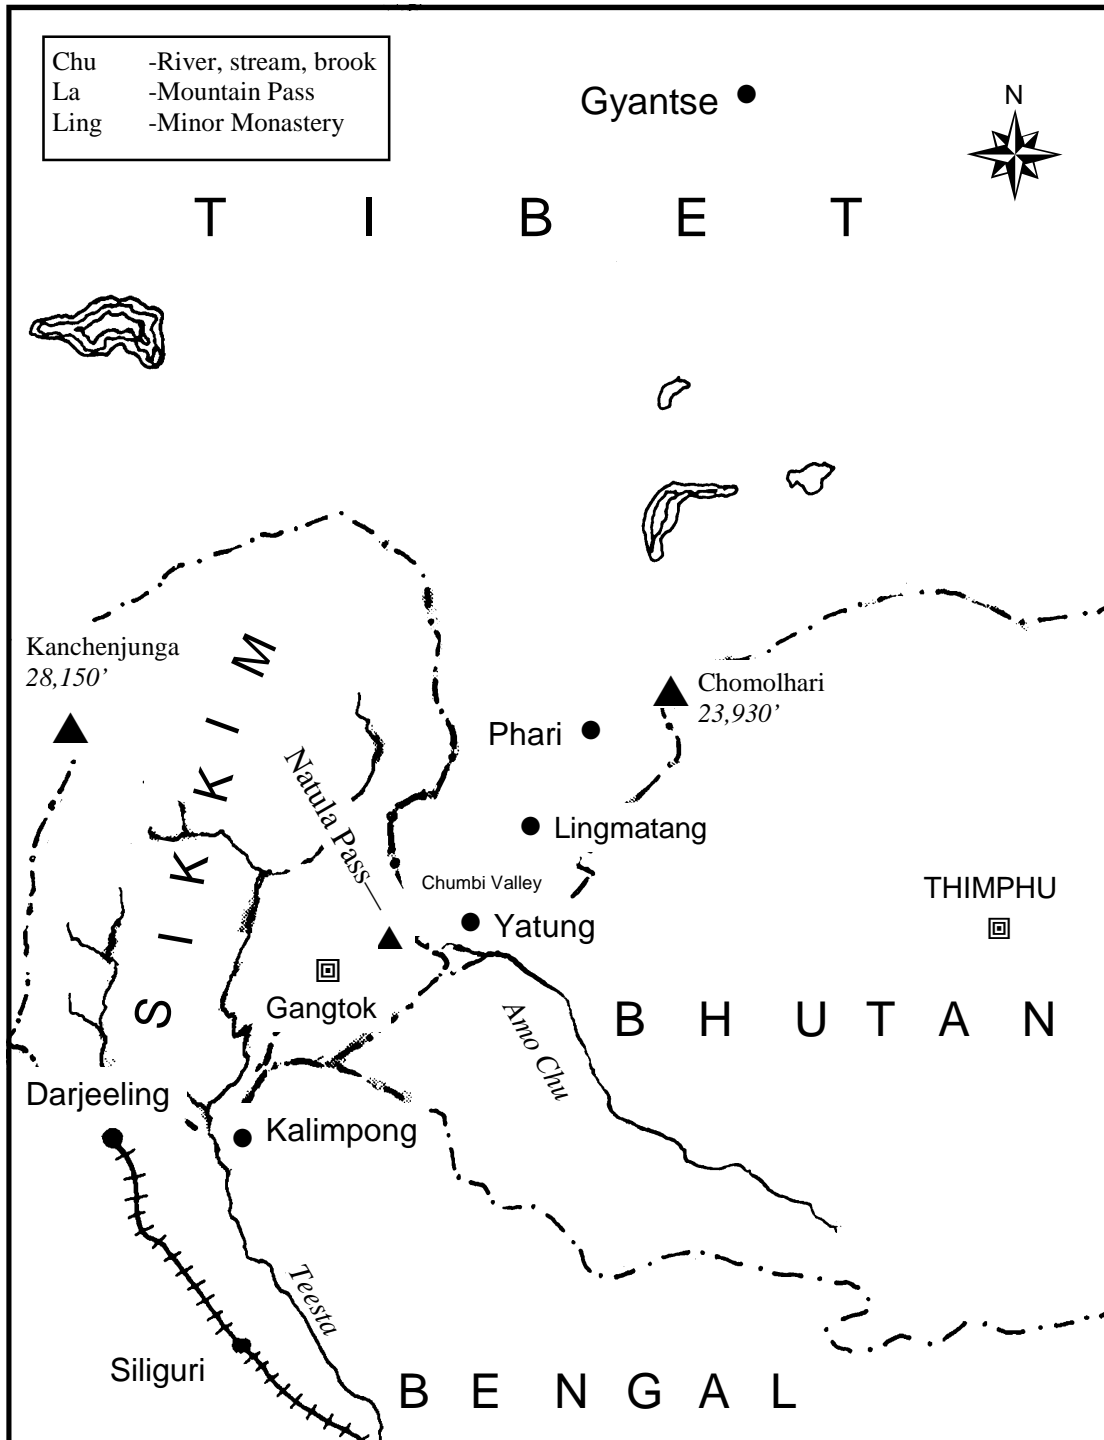 Chu -River, stream, brook
La -Mountain Pass
Ling -Minor Monastery
Gyantse
N
T I B E T
Kanchenjunga
28,150’
SIKKIM
Chomolhari
23,930’
Phari
Natula Pass
Lingmatang
Chumbi Valley
Yatung
THIMPHU
Gangtok
Amo Chu
B H U T A N
Darjeeling
Kalimpong
Teesta
Siliguri
B E N G A L